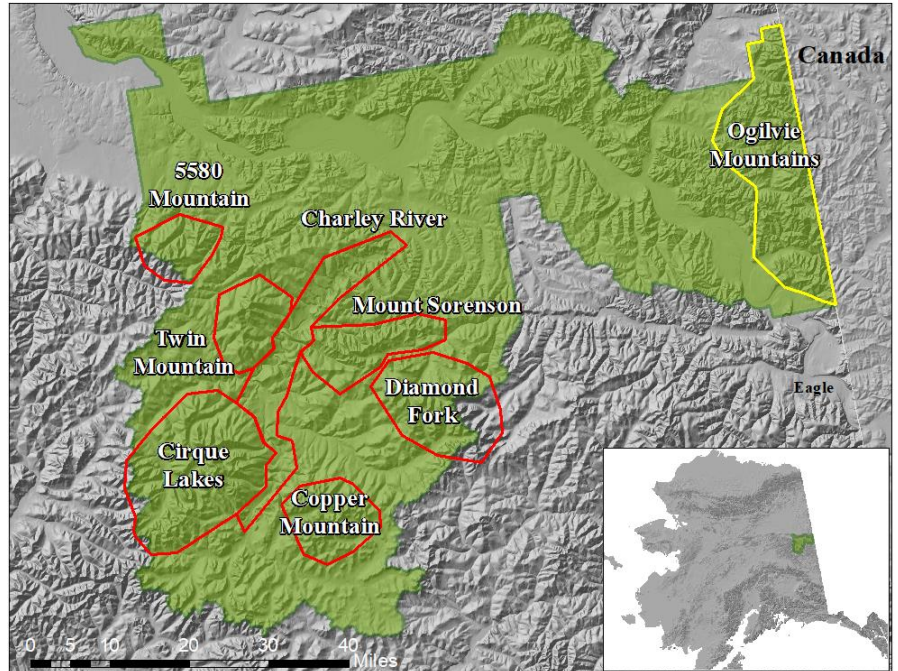 Canada
Ogilvie
Mountains
5580
Mountain
Charley River
Mount Sorenson
Twin
Mountain
Diamond
Fork
Eagle
Cirque
Lakes
Copper
Mountain
0 5 10 20 30 40
Miles